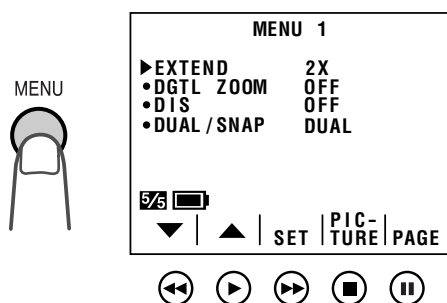 MENU 1
MENU
▶EXTEND 2X
•DGTL ZOOM OFF
•DIS OFF
•DUAL/SNAP DUAL
5/5
SET PIC-TURE PAGE